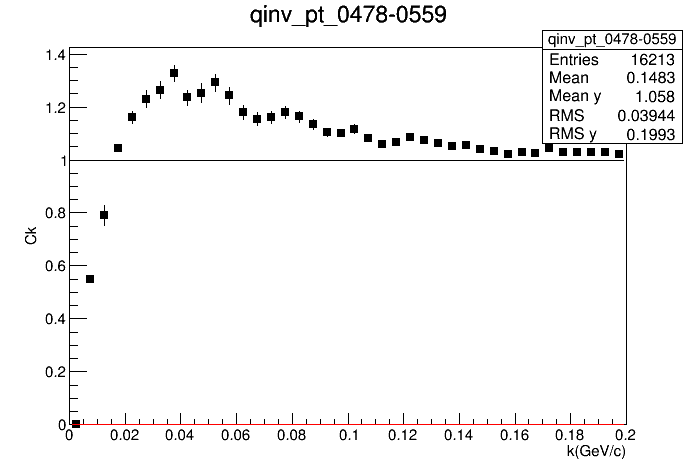 qinv_pt_0478-0559
qinv_pt_0478-0559
Entries 16213
Mean 0.1483
Mean y 1.058
RMS 0.03944
RMS y 0.1993
1.4
1.2
1
0.8
0.6
0.4
0.2
0
Ck
0 0.02 0.04 0.06 0.08 0.1 0.12 0.14 0.16 0.18 0.2
k(GeV/c)